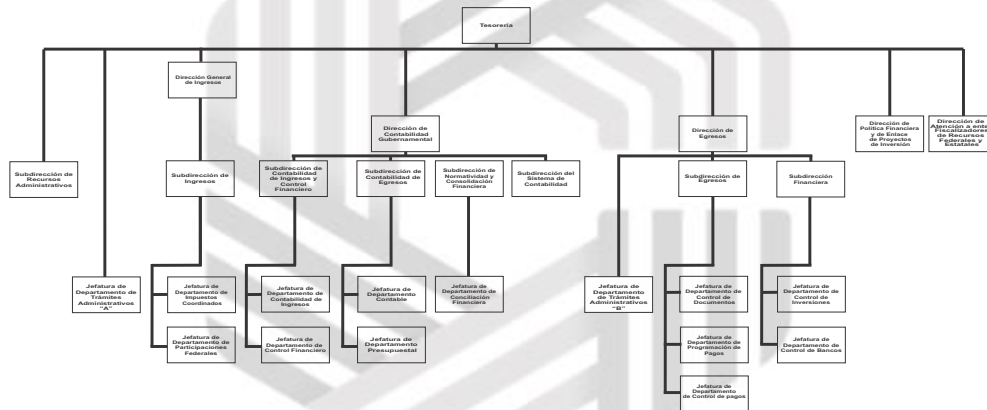 Tesorería
Dirección General
de Ingresos
Dirección de
Contabilidad
Gubernamental
Dirección de
Egresos
Dirección de
Política Financiera
y de Enlace
de Proyectos
de Inversión
Dirección de
Atención a entes
Fiscalizadores
de Recursos
Federales y
Estatales
Subdirección de
Recursos
Administrativos
Subdirección de
Ingresos
Subdirección de
Contabilidad
de Ingresos y
Control
Financiero
Subdirección de
Contabilidad de
Egresos
Subdirección de
Normatividad y
Consolidación
Financiera
Subdirección del
Sistema de
Contabilidad
Subdirección de
Egresos
Subdirección
Financiera
Jefatura de
Departamento de
Trámites
Administrativos
"A"
Jefatura de
Departamento de
Impuestos
Coordinados
Jefatura de
Departamento de
Contabilidad de
Ingresos
Jefatura de
Departamento
Contable
Jefatura de
Departamento de
Conciliación
Financiera
Jefatura de
Departamento
de Trámites
Administrativos
"B"
Jefatura de
Departamento de
Control de
Documentos
Jefatura de
Departamento de
Control de
Inversiones
Jefatura de
Departamento de
Participaciones
Federales
Jefatura de
Departamento de
Control Financiero
Jefatura de
Departamento
Presupuestal
Jefatura de
Departamento de
Programación de
Pagos
Jefatura de
Departamento de
Control de Bancos
Jefatura de
Departamento
de Control de pagos